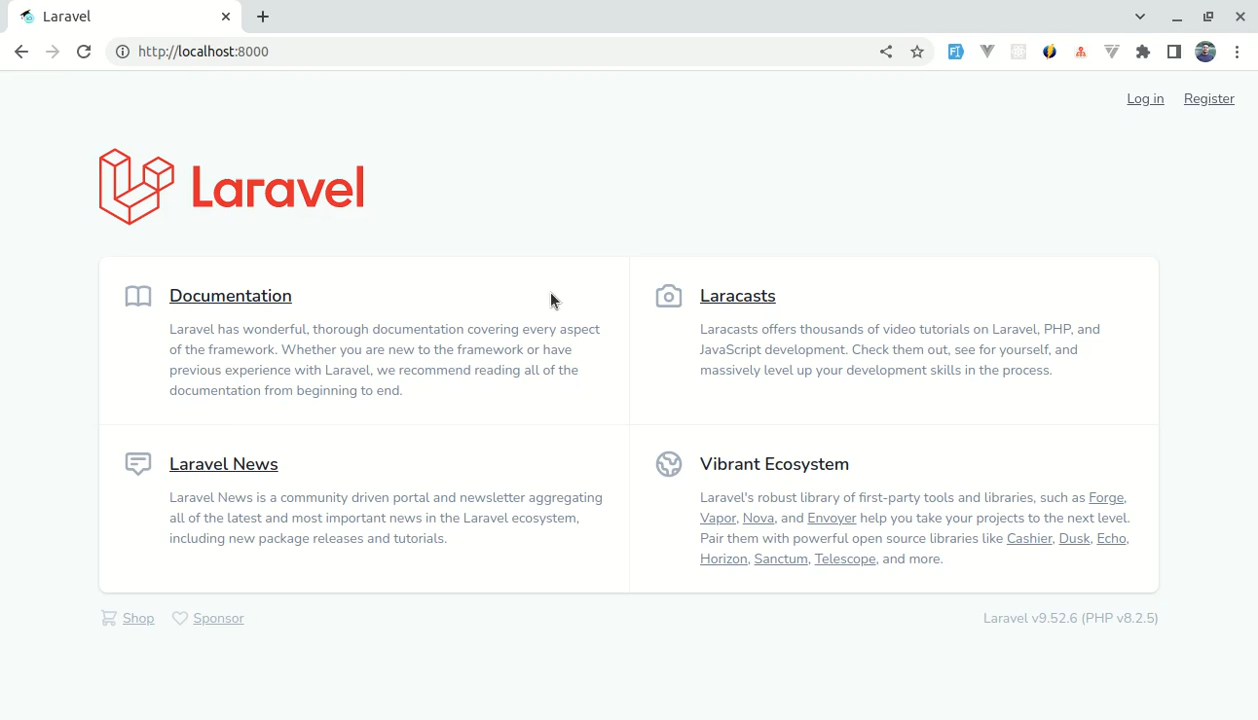 Laravel
http://localhost:8000
Log in Register
Laravel
Documentation
Laravel has wonderful, thorough documentation covering every aspect
of the framework. Whether you are new to the framework or have
previous experience with Laravel, we recommend reading all of the
documentation from beginning to end.
Laracasts
Laracasts offers thousands of video tutorials on Laravel, PHP, and
JavaScript development. Check them out, see for yourself, and
massively level up your development skills in the process.
Laravel News
Laravel News is a community driven portal and newsletter aggregating
all of the latest and most important news in the Laravel ecosystem,
including new package releases and tutorials.
Vibrant Ecosystem
Laravel's robust library of first-party tools and libraries, such as Forge,
Vapor, Nova, and Envoyer help you take your projects to the next level.
Pair them with powerful open source libraries like Cashier, Dusk, Echo,
Horizon, Sanctum, Telescope, and more.
Shop Sponsor
Laravel v9.52.6 (PHP v8.2.5)